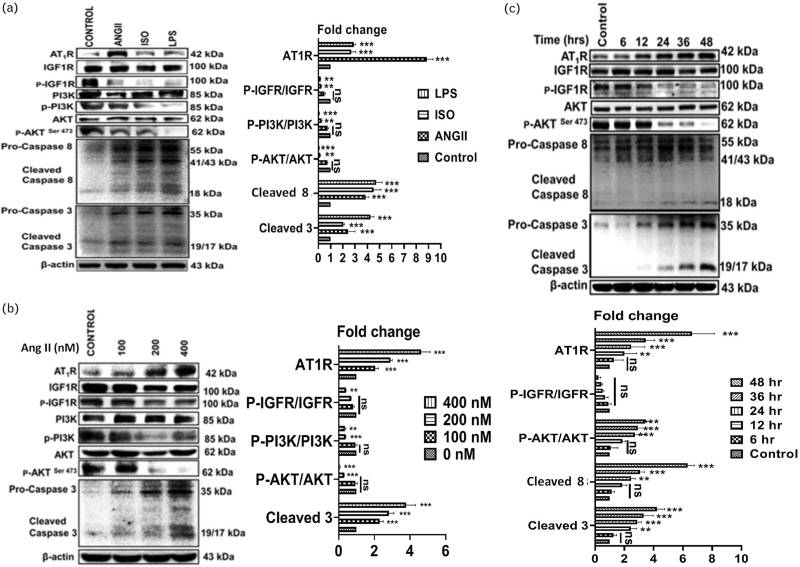 (a)
CONTROL ANGII ISO LPS
AT₁R 42 kDa
IGF1R 100 kDa
P-IGF1R 100 kDa
PI3K 85 kDa
p-PI3K 85 kDa
AKT 62 kDa
P-AKT Ser 473 62 kDa
Pro-Caspase 8 55 kDa
41/43 kDa
Cleaved
Caspase 8
18 kDa
Pro-Caspase 3 35 kDa
Cleaved
Caspase 3 19/17 kDa
β-actin 43 kDa
Fold change
AT1R *** *** ***
P-IGFR/IGFR ** ** ns
P-PI3K/PI3K *** ** ns
P-AKT/AKT *** ** ns
Cleaved 8 *** *** ***
Cleaved 3 *** *** ***
0 1 2 3 4 5 6 7 8 9 10
LPS
ISO
ANGII
Control
(b)
Ang II (nM) CONTROL 100 200 400
AT₁R 42 kDa
IGF1R 100 kDa
P-IGF1R 100 kDa
PI3K 85 kDa
p-PI3K 85 kDa
AKT 62 kDa
p-AKT Ser 473 62 kDa
Pro-Caspase 3 35 kDa
Cleaved
Caspase 3 19/17 kDa
β-actin 43 kDa
Fold change
AT1R *** *** ***
P-IGFR/IGFR ** ns
P-PI3K/PI3K ** *** ns
P-AKT/AKT *** *** ns
Cleaved 3 *** *** ***
0 2 4 6
400 nM
200 nM
100 nM
0 nM
(c)
Time (hrs) Control 6 12 24 36 48
AT₁R 42 kDa
IGF1R 100 kDa
P-IGF1R 100 kDa
AKT 62 kDa
P-AKT Ser 473 62 kDa
Pro-Caspase 8 55 kDa
41/43 kDa
Cleaved
Caspase 8 18 kDa
Pro-Caspase 3 35 kDa
Cleaved
Caspase 3 19/17 kDa
β-actin 43 kDa
Fold change
AT1R *** *** *** ** ns
P-IGFR/IGFR ns
P-AKT/AKT ** *** *** ns
Cleaved 8 *** *** ** ns
Cleaved 3 *** *** *** ** ns
0 2 4 6 8 10
48 hr
36 hr
24 hr
12 hr
6 hr
Control